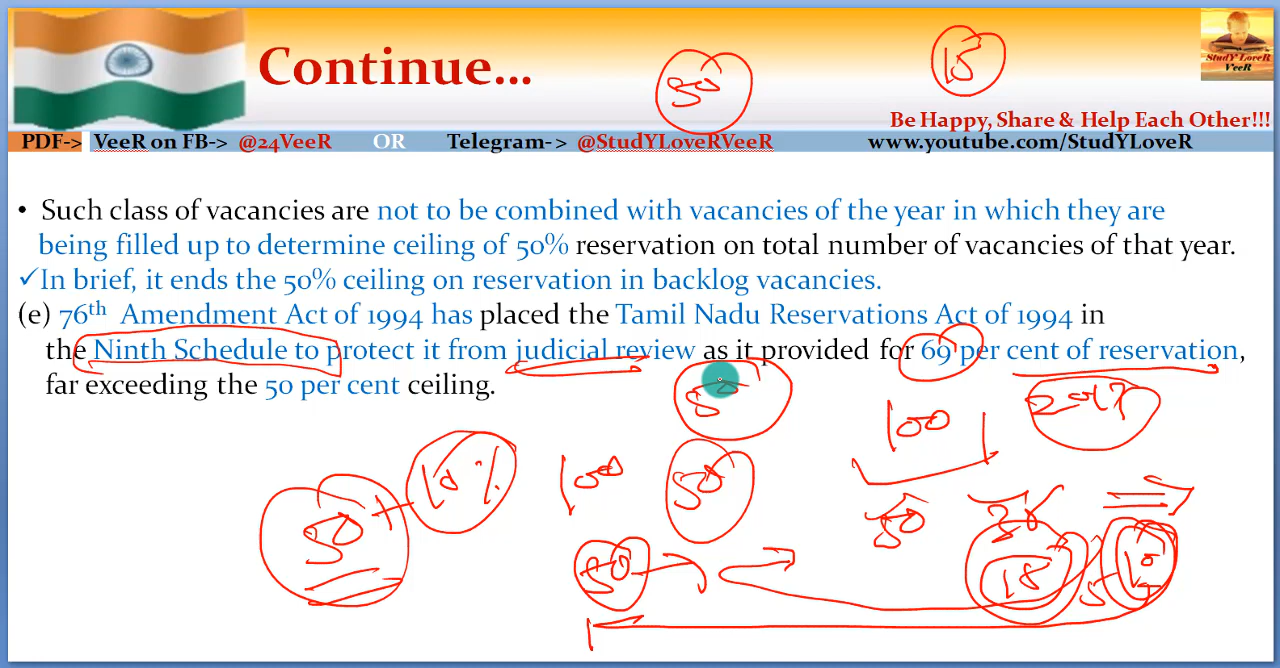 Continue...
50
15
StudY LoveR
VeeR
Be Happy, Share & Help Each Other!!!
PDF-> VeeR on FB-> @24VeeR OR Telegram-> @StudYLoveRVeeR www.youtube.com/StudYLoveR
• Such class of vacancies are not to be combined with vacancies of the year in which they are
being filled up to determine ceiling of 50% reservation on total number of vacancies of that year.
✓In brief, it ends the 50% ceiling on reservation in backlog vacancies.
(e) 76th Amendment Act of 1994 has placed the Tamil Nadu Reservations Act of 1994 in
the Ninth Schedule to protect it from judicial review as it provided for 69 per cent of reservation,
far exceeding the 50 per cent ceiling.
50
100
2017
50 + 10 %
100
50
50
50
18
10